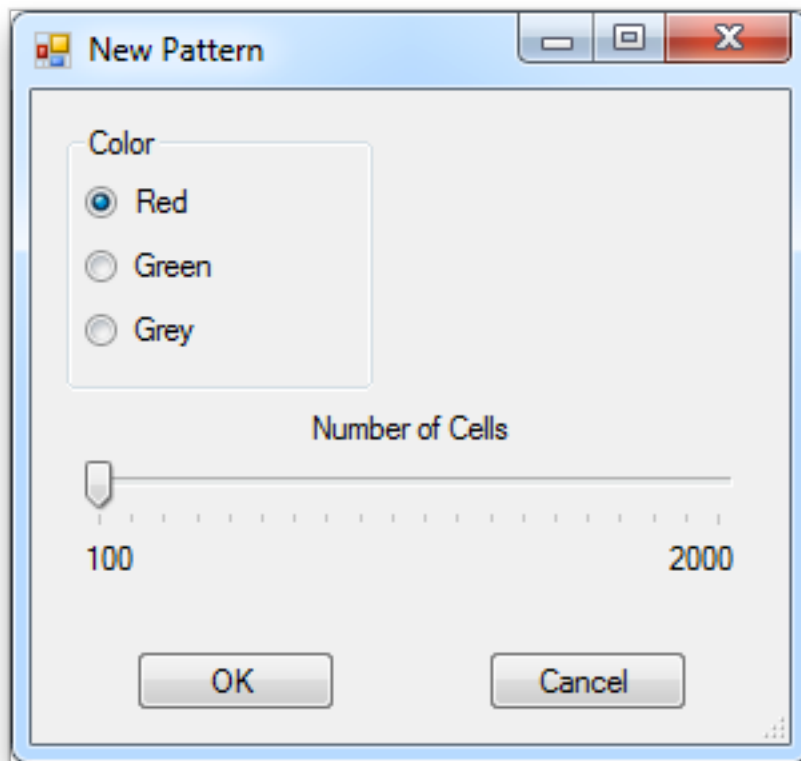 New Pattern
Color
Red
Green
Grey
Number of Cells
100 2000
OK Cancel